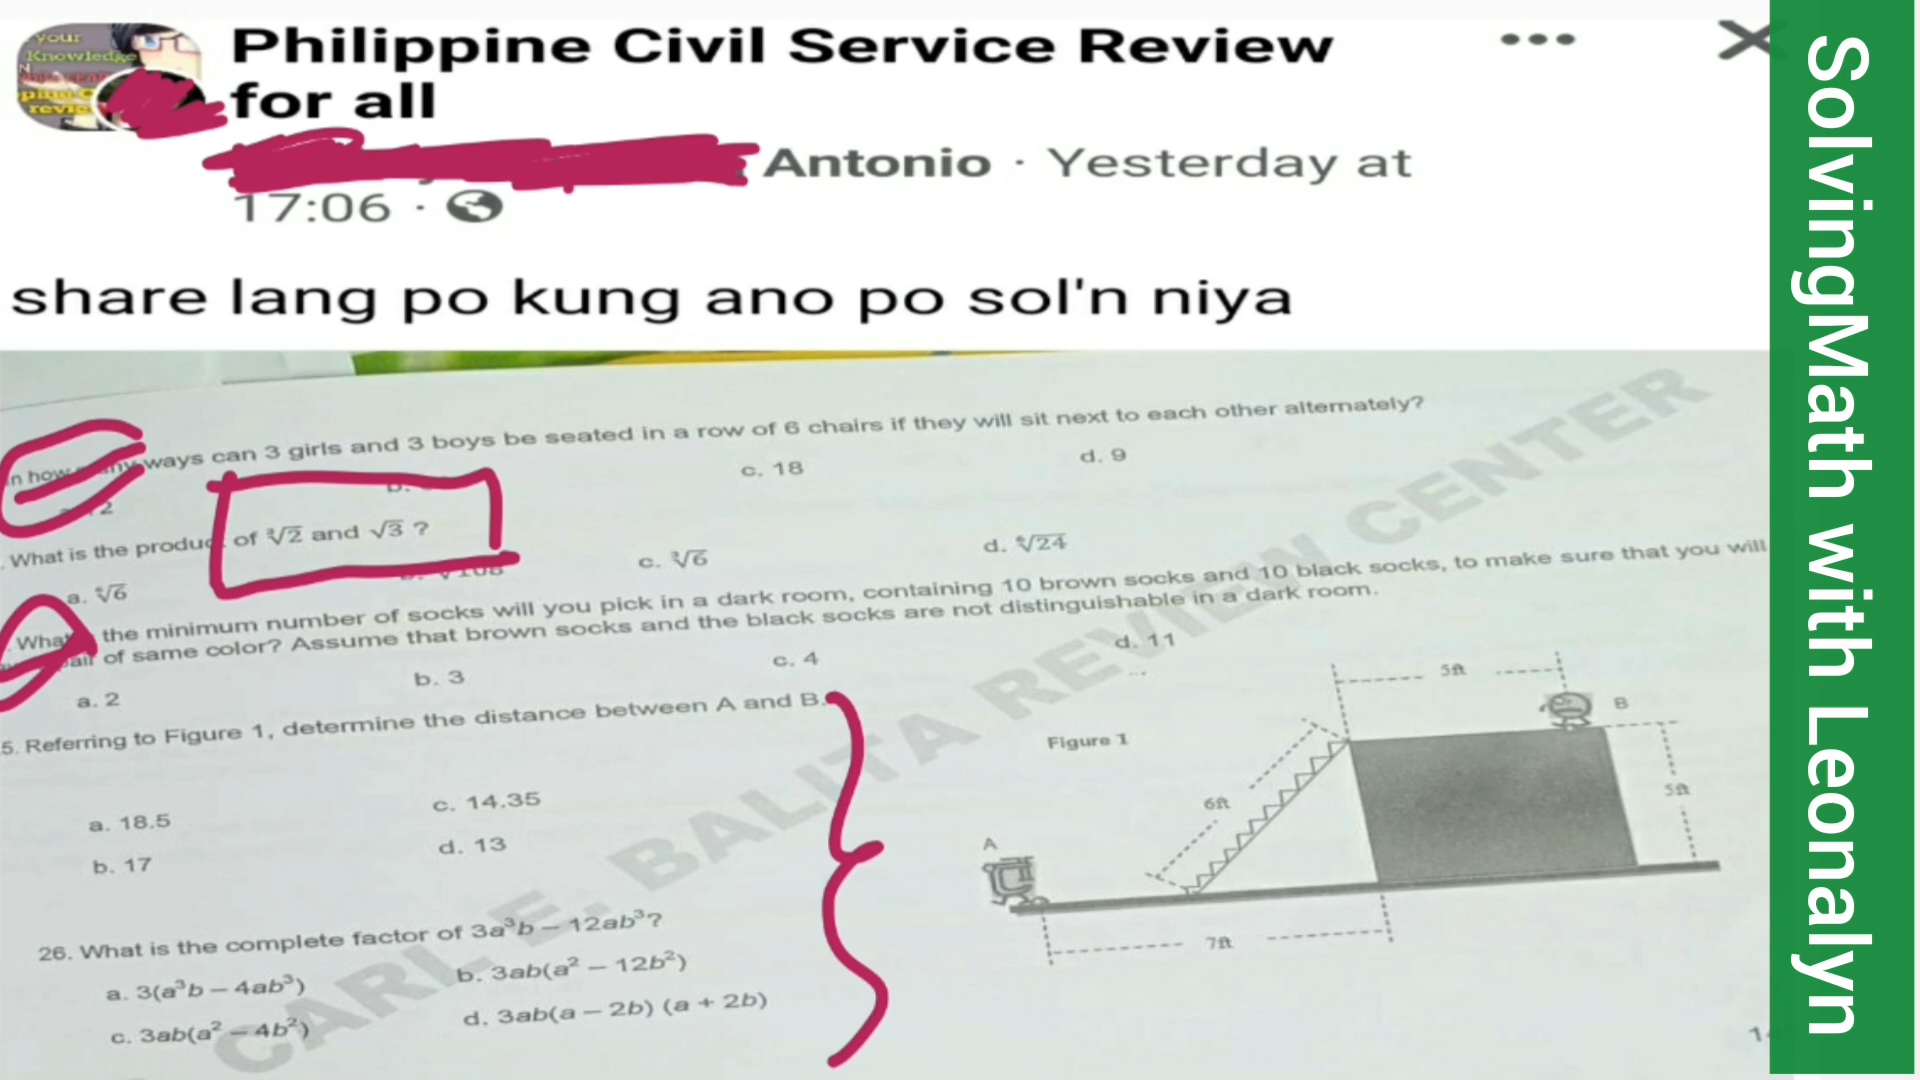 your
Knowledge
Philippine Civil Service Review
for all
Antonio · Yesterday at
17:06 ·
share lang po kung ano po sol'n niya
n how many ways can 3 girls and 3 boys be seated in a row of 6 chairs if they will sit next to each other alternately?
c. 18
d. 9
. What is the product of ∛2 and √3 ?
a. ⁶√6
c. ∛6
d. ⁶√24
. What the minimum number of socks will you pick in a dark room, containing 10 brown socks and 10 black socks, to make sure that you will
pair of same color? Assume that brown socks and the black socks are not distinguishable in a dark room.
a. 2
b. 3
c. 4
d. 11
5. Referring to Figure 1, determine the distance between A and B.
a. 18.5
c. 14.35
b. 17
d. 13
Figure 1
5ft
B
6ft
5ft
A
7ft
26. What is the complete factor of 3a³b – 12ab³?
a. 3(a³b – 4ab³)
b. 3ab(a² – 12b²)
c. 3ab(a² – 4b²)
d. 3ab(a – 2b) (a + 2b)
CARL E. BALITA REVIEW CENTER
SolvingMath with Leonalyn